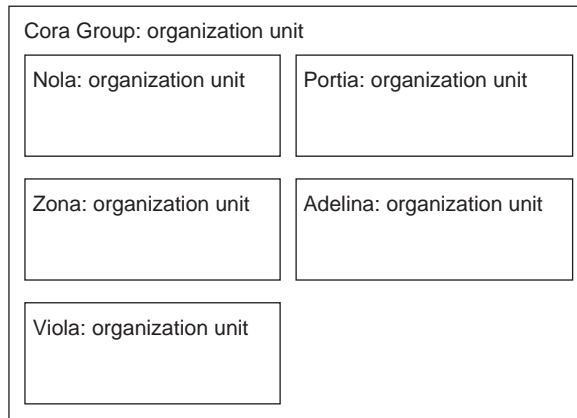 Cora Group: organization unit
Nola: organization unit
Portia: organization unit
Zona: organization unit
Adelina: organization unit
Viola: organization unit